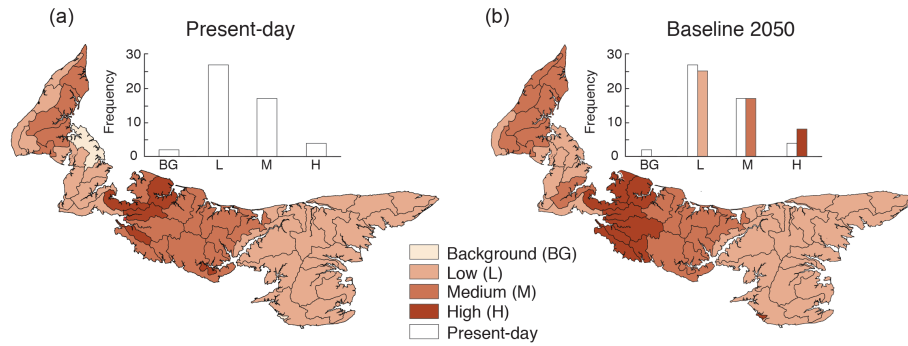 (a)
Present-day
30
20
10
0
Frequency
BG L M H
(b)
Baseline 2050
30
20
10
0
Frequency
BG L M H
Background (BG)
Low (L)
Medium (M)
High (H)
Present-day